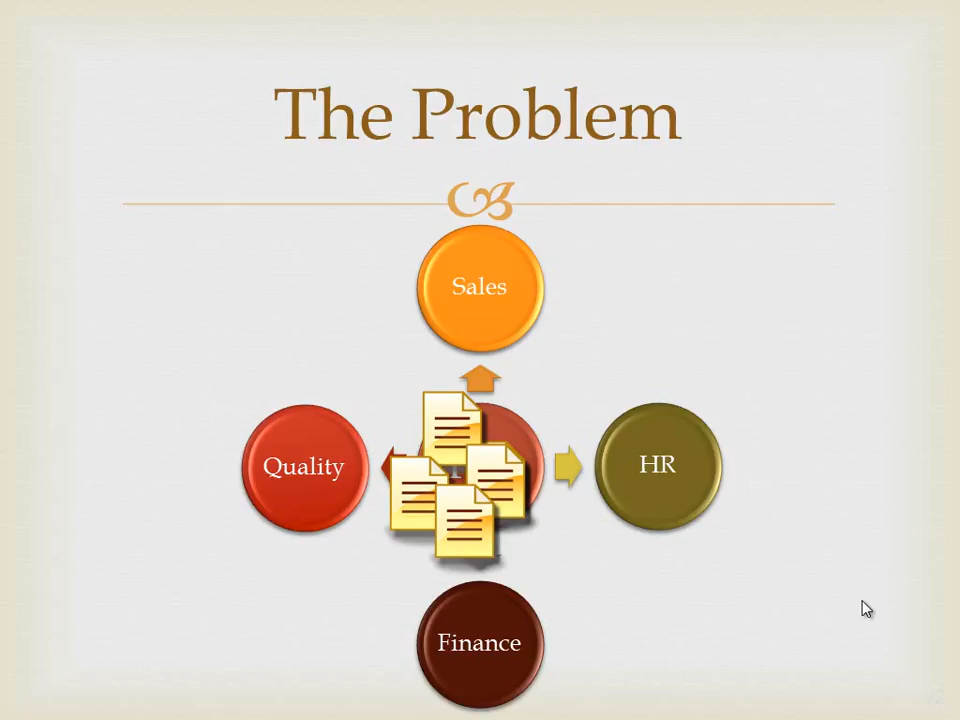 The Problem
Sales
Quality
HR
Finance